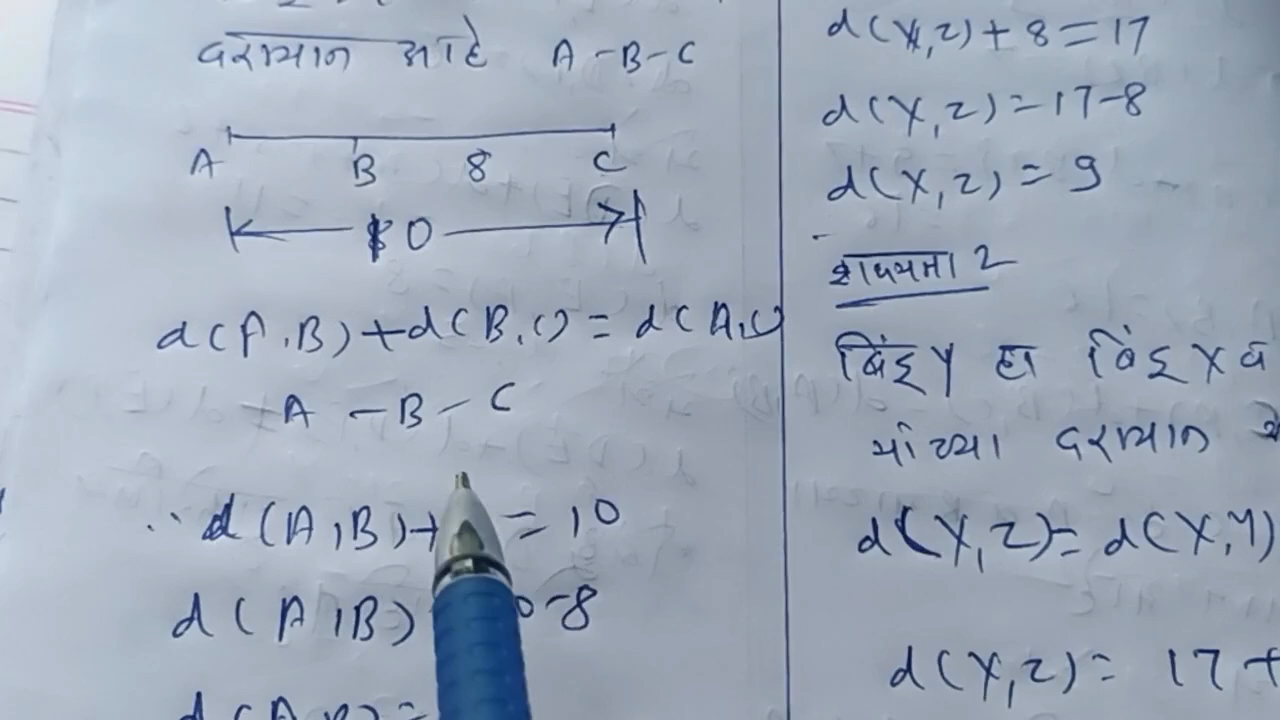 दरम्यान आहे A-B-C
A B 8 C
10
d(A,B)+d(B,C)=d(A,C)
A-B-C
∴ d(A,B)+ =10
d(A,B) 0-8
d(A,B)=
d(X,Z)+8=17
d(X,Z)=17-8
d(X,Z)=9
शक्यता 2
बिंदू Y हा बिंदू X व
यांच्या दरम्यान
d(X,Z)=d(X,Y)
d(X,Z)=17+